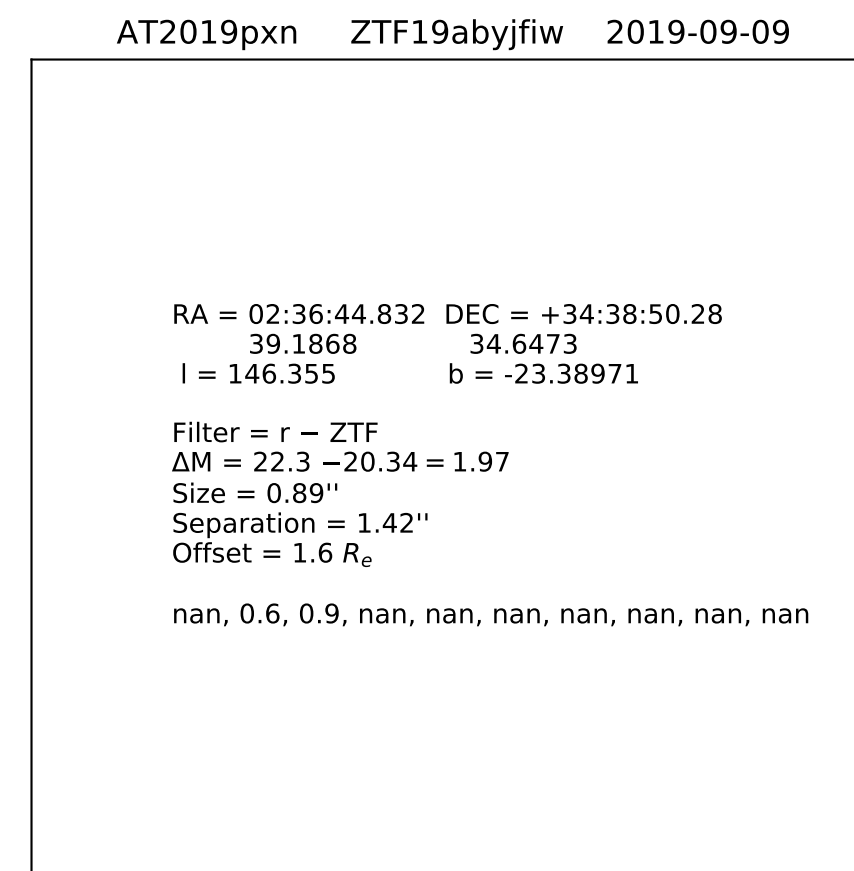 AT2019pxn ZTF19abyjfiw 2019-09-09
RA = 02:36:44.832 DEC = +34:38:50.28
39.1868 34.6473
l = 146.355 b = -23.38971
Filter = r − ZTF
ΔM = 22.3 −20.34 = 1.97
Size = 0.89''
Separation = 1.42''
Offset = 1.6 Re
nan, 0.6, 0.9, nan, nan, nan, nan, nan, nan, nan